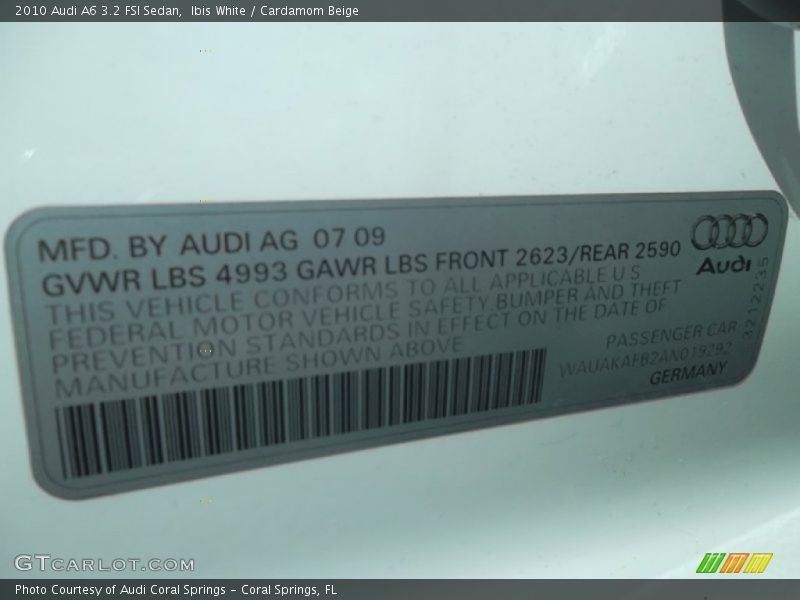 2010 Audi A6 3.2 FSI Sedan,  Ibis White / Cardamom Beige
MFD. BY AUDI AG  07 09
GVWR LBS 4993 GAWR LBS FRONT 2623/REAR 2590
THIS VEHICLE CONFORMS TO ALL APPLICABLE U S
FEDERAL MOTOR VEHICLE SAFETY,BUMPER AND THEFT
PREVENTION STANDARDS IN EFFECT ON THE DATE OF
MANUFACTURE SHOWN ABOVE
Audi
3212235
PASSENGER CAR
WAUAKAFB2AN019292
GERMANY
GTCARLOT.COM
Photo Courtesy of Audi Coral Springs – Coral Springs, FL